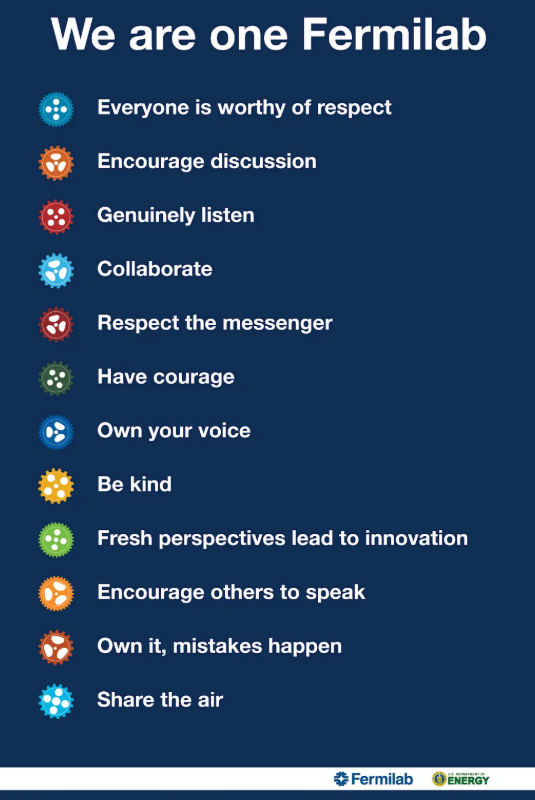 We are one Fermilab
Everyone is worthy of respect
Encourage discussion
Genuinely listen
Collaborate
Respect the messenger
Have courage
Own your voice
Be kind
Fresh perspectives lead to innovation
Encourage others to speak
Own it, mistakes happen
Share the air
Fermilab
U.S. DEPARTMENT OF
ENERGY